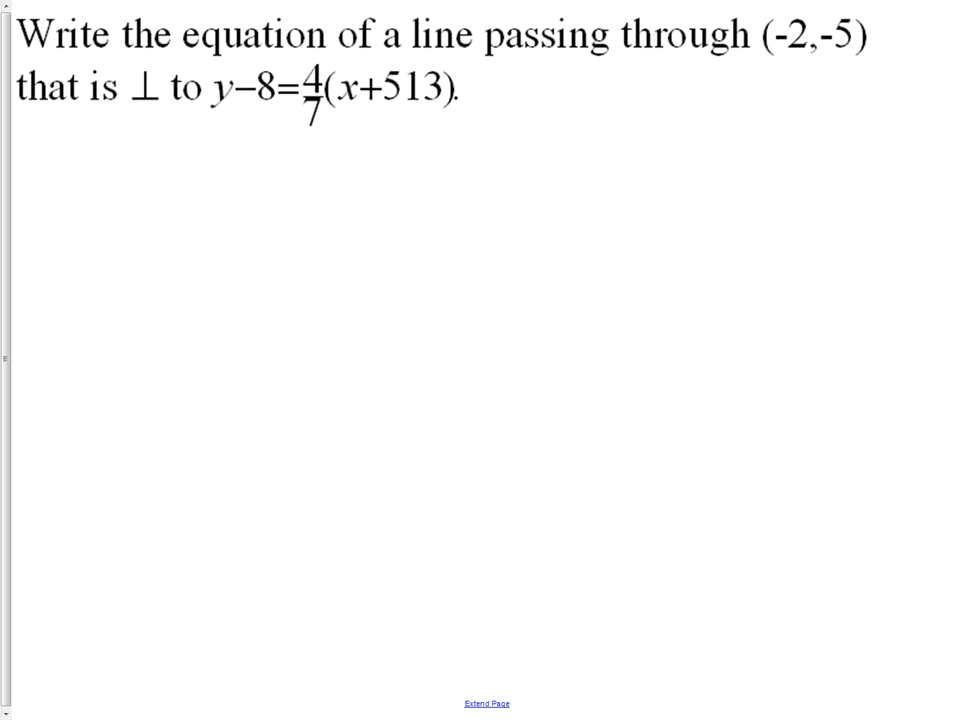 Write the equation of a line passing through (-2,-5)
that is ⊥ to y−8=4/7(x+513).
Extend Page